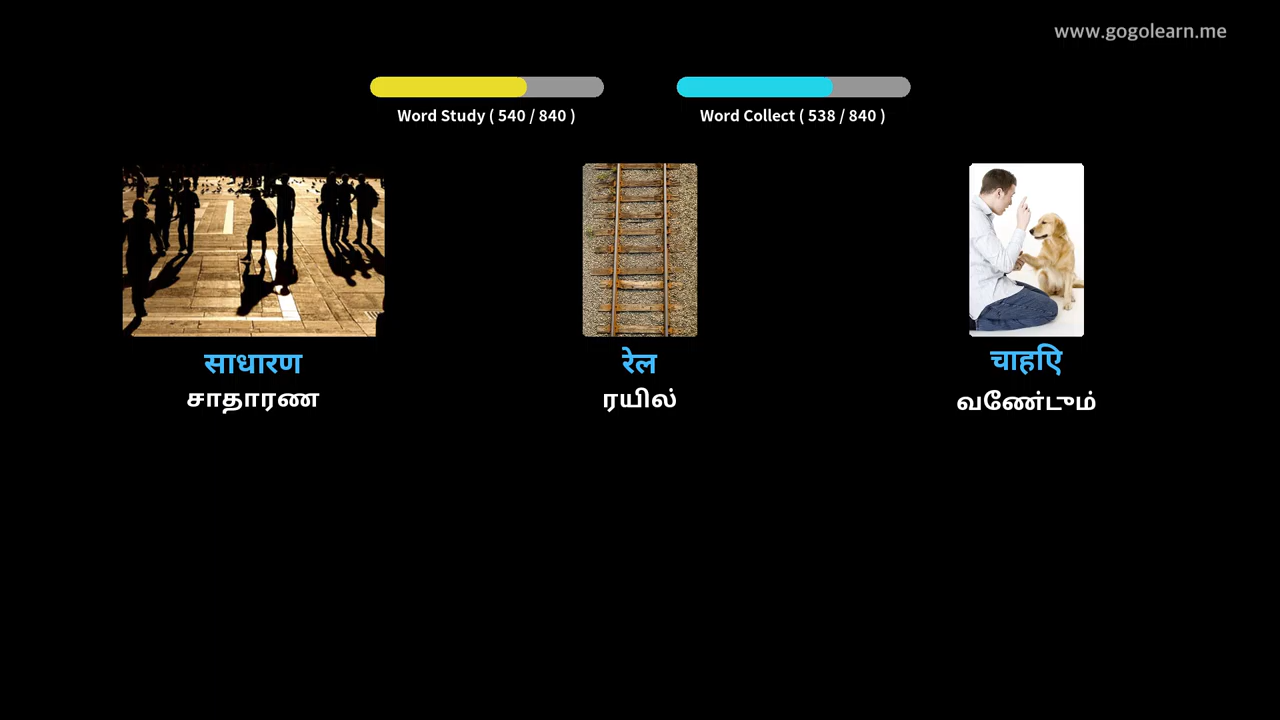 www.gogolearn.me
Word Study ( 540 / 840 )
Word Collect ( 538 / 840 )
साधारण
रेल
चाहिए
சாதாரண
ரயில்
வேண்டும்